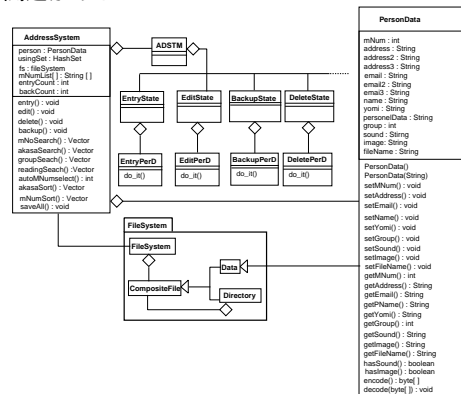 AddressSystem
person : PersonData
usingSet : HashSet
fs : fileSystem
mNumList[ ] : String [ ]
entryCount : int
backCount : int
entry() : void
edit() : void
delete() : void
backup() : void
mNoSearch() : Vector
akasaSearch() : Vector
groupSeach() : Vector
readingSeach() : Vector
autoMNumselect() : int
akasaSort() : Vector
mNumSort() : Vector
saveAll() : void
ADSTM
EntryState
EditState
BackupState
DeleteState
EntryPerD
do_it()
EditPerD
do_it()
BackupPerD
do_it()
DeletePerD
do_it()
FileSystem
FileSystem
CompositeFile
Data
Directory
PersonData
mNum : String
address : String
address2 : String
address3 : String
email : String
email2 : String
emai3 : String
name : String
yomi : String
personelData : String
group : int
sound : String
image: String
fileName : String
PersonData()
PersonData(String)
setMNum() : void
setAddress() : void
setEmail() : void
setName() : void
setYomi() : void
setGroup() : void
setSound() : void
setImage() : void
setFileName() : void
getMNum() : int
getAddress() : String
getEmail() : String
getPName() : String
getYomi() : String
getGroup() : int
getSound() : String
getImage() : String
getFileName() : String
hasSound() : boolean
hasImage() : boolean
encode() : byte[ ]
decode(byte[ ]) : void